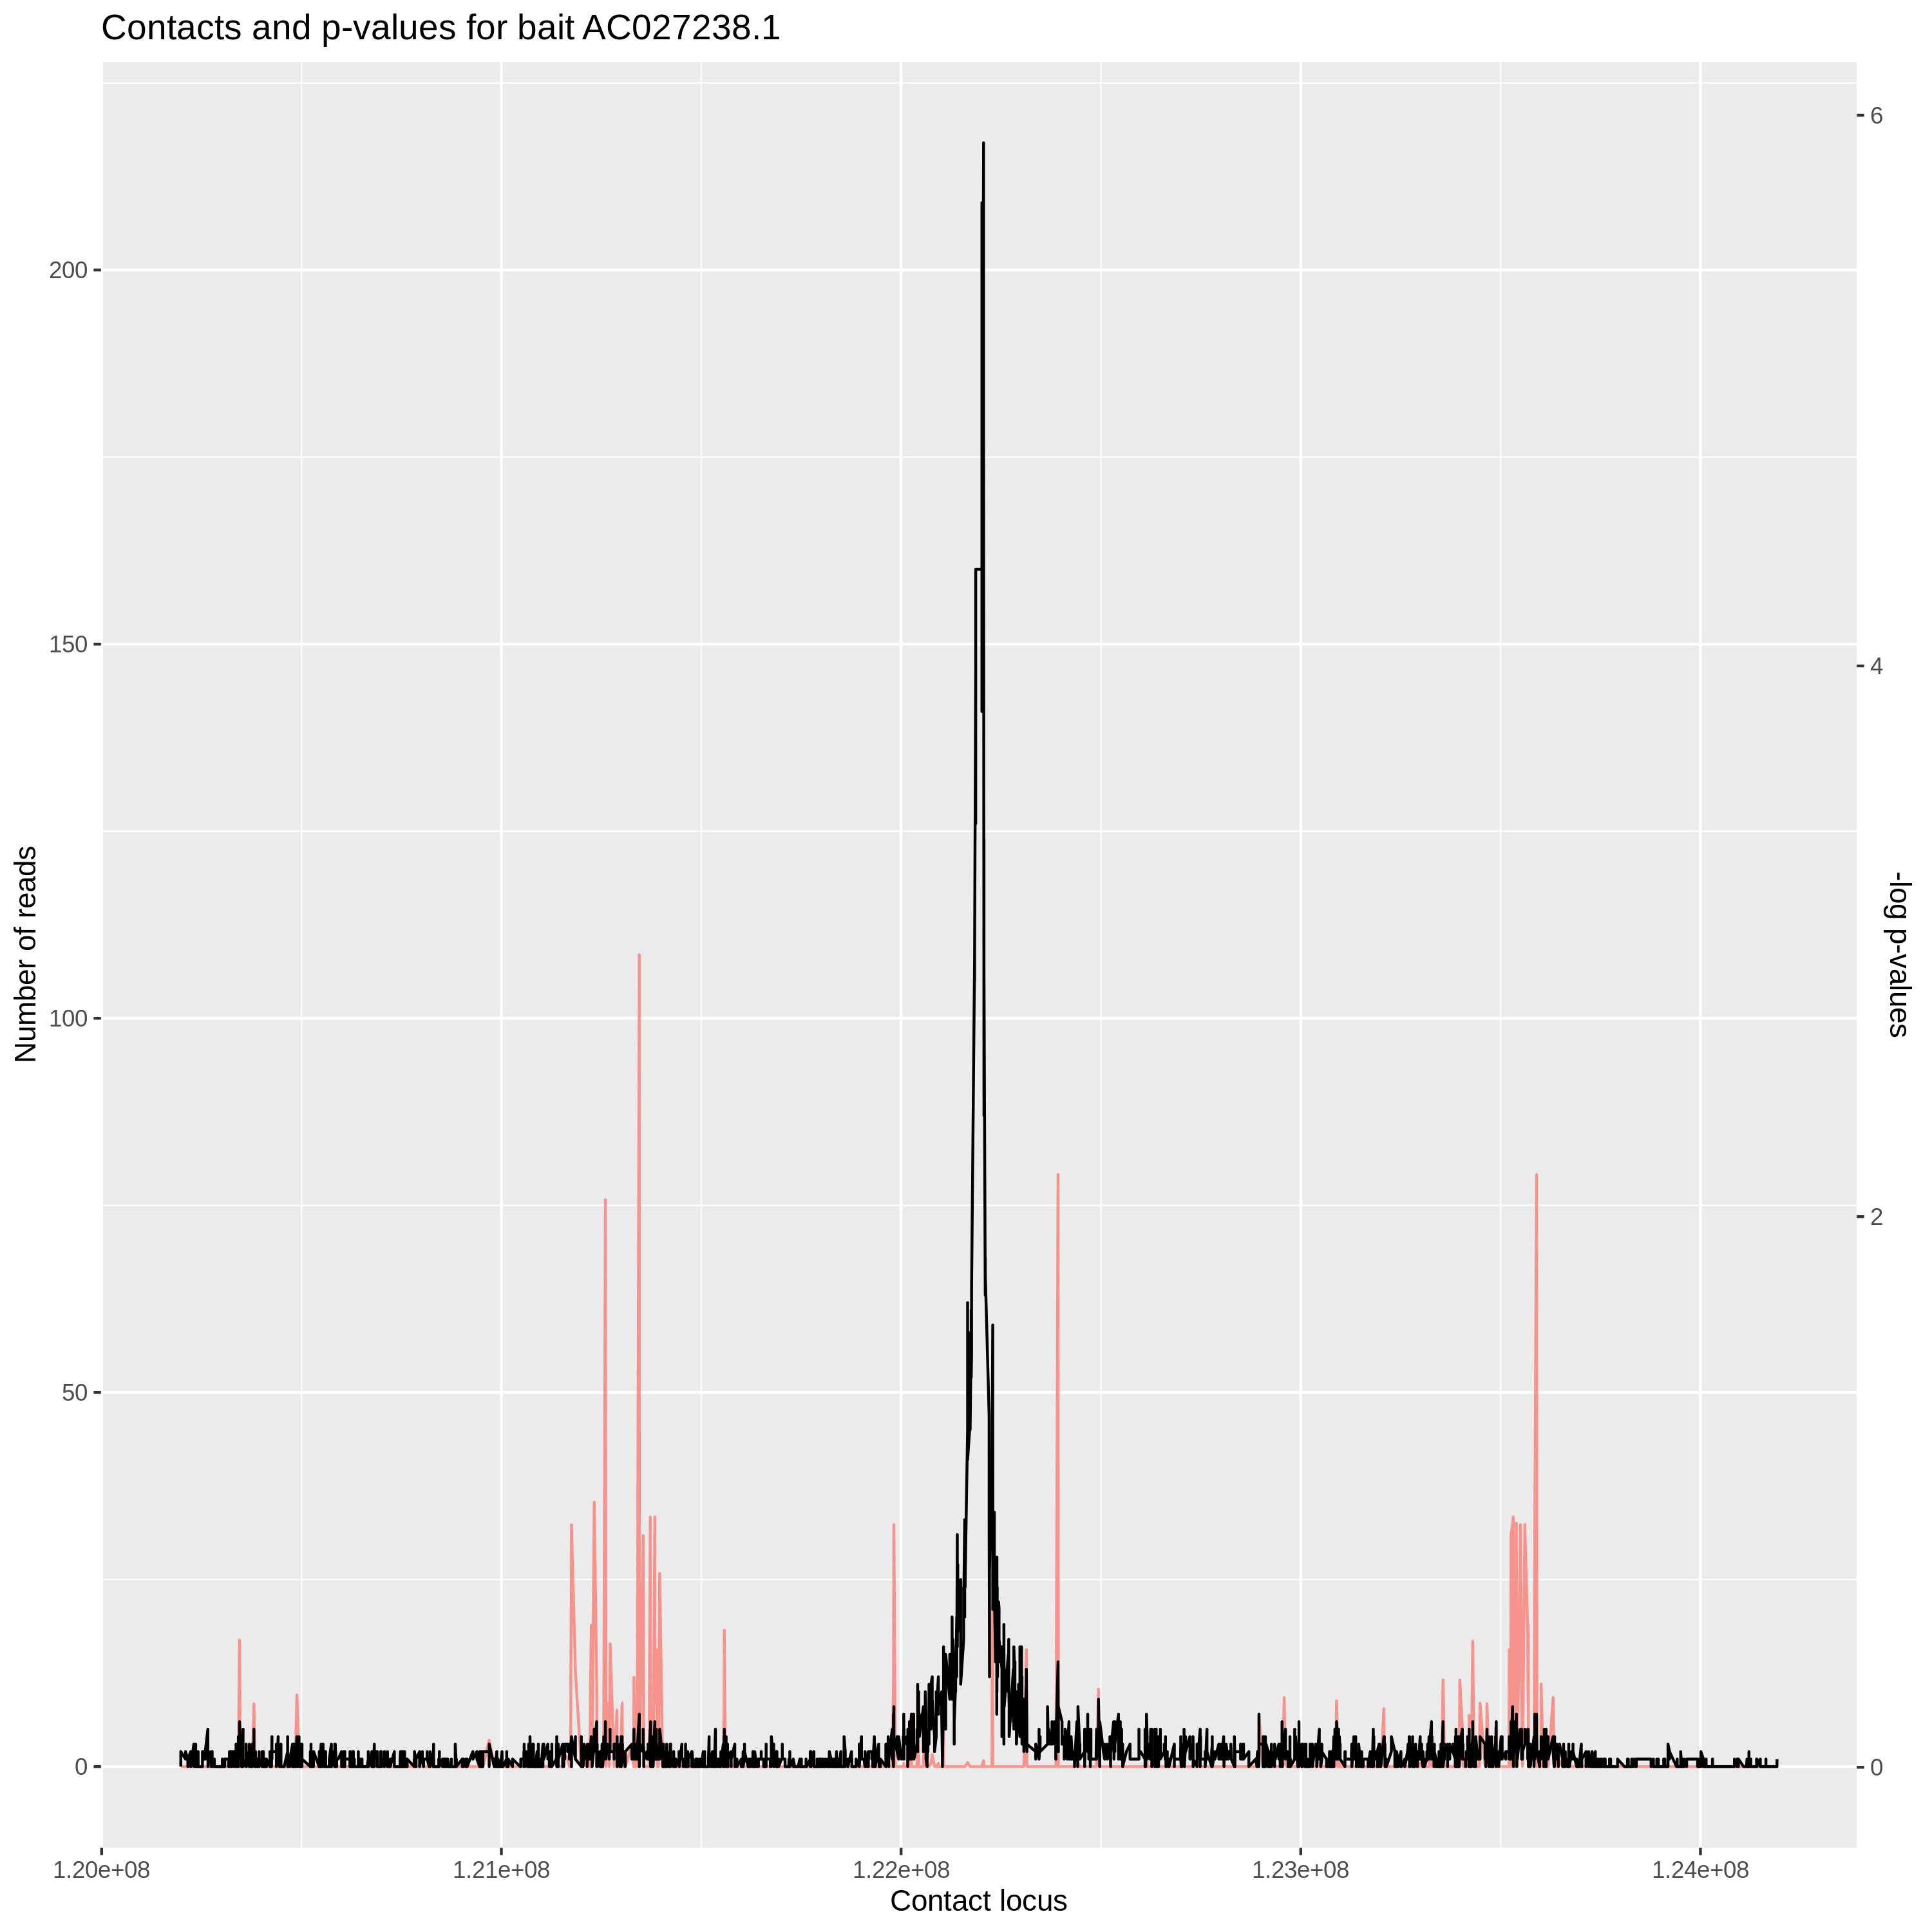 Contacts and p-values for bait AC027238.1
Number of reads
200
150
100
50
0
6
4
2
0
-log p-values
1.20e+08
1.21e+08
1.22e+08
1.23e+08
1.24e+08
Contact locus